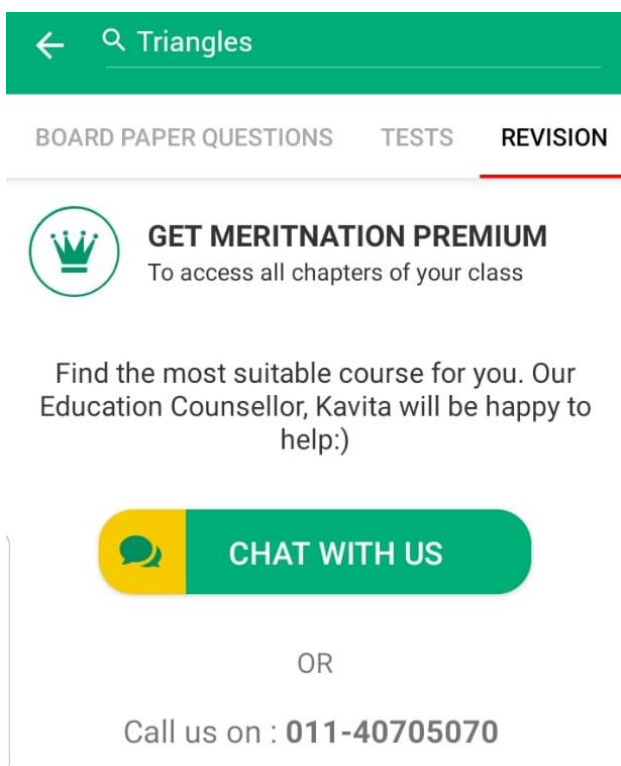 Triangles
BOARD PAPER QUESTIONS TESTS REVISION
GET MERITNATION PREMIUM
To access all chapters of your class
Find the most suitable course for you. Our
Education Counsellor, Kavita will be happy to
help:)
CHAT WITH US
OR
Call us on : 011-40705070